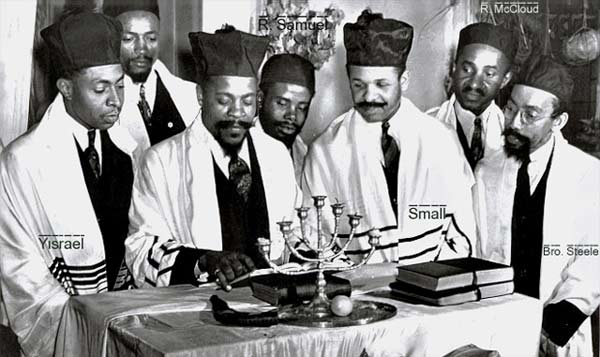 R. McCloud
R. Samuel
Small
Yisrael
Bro. Steele